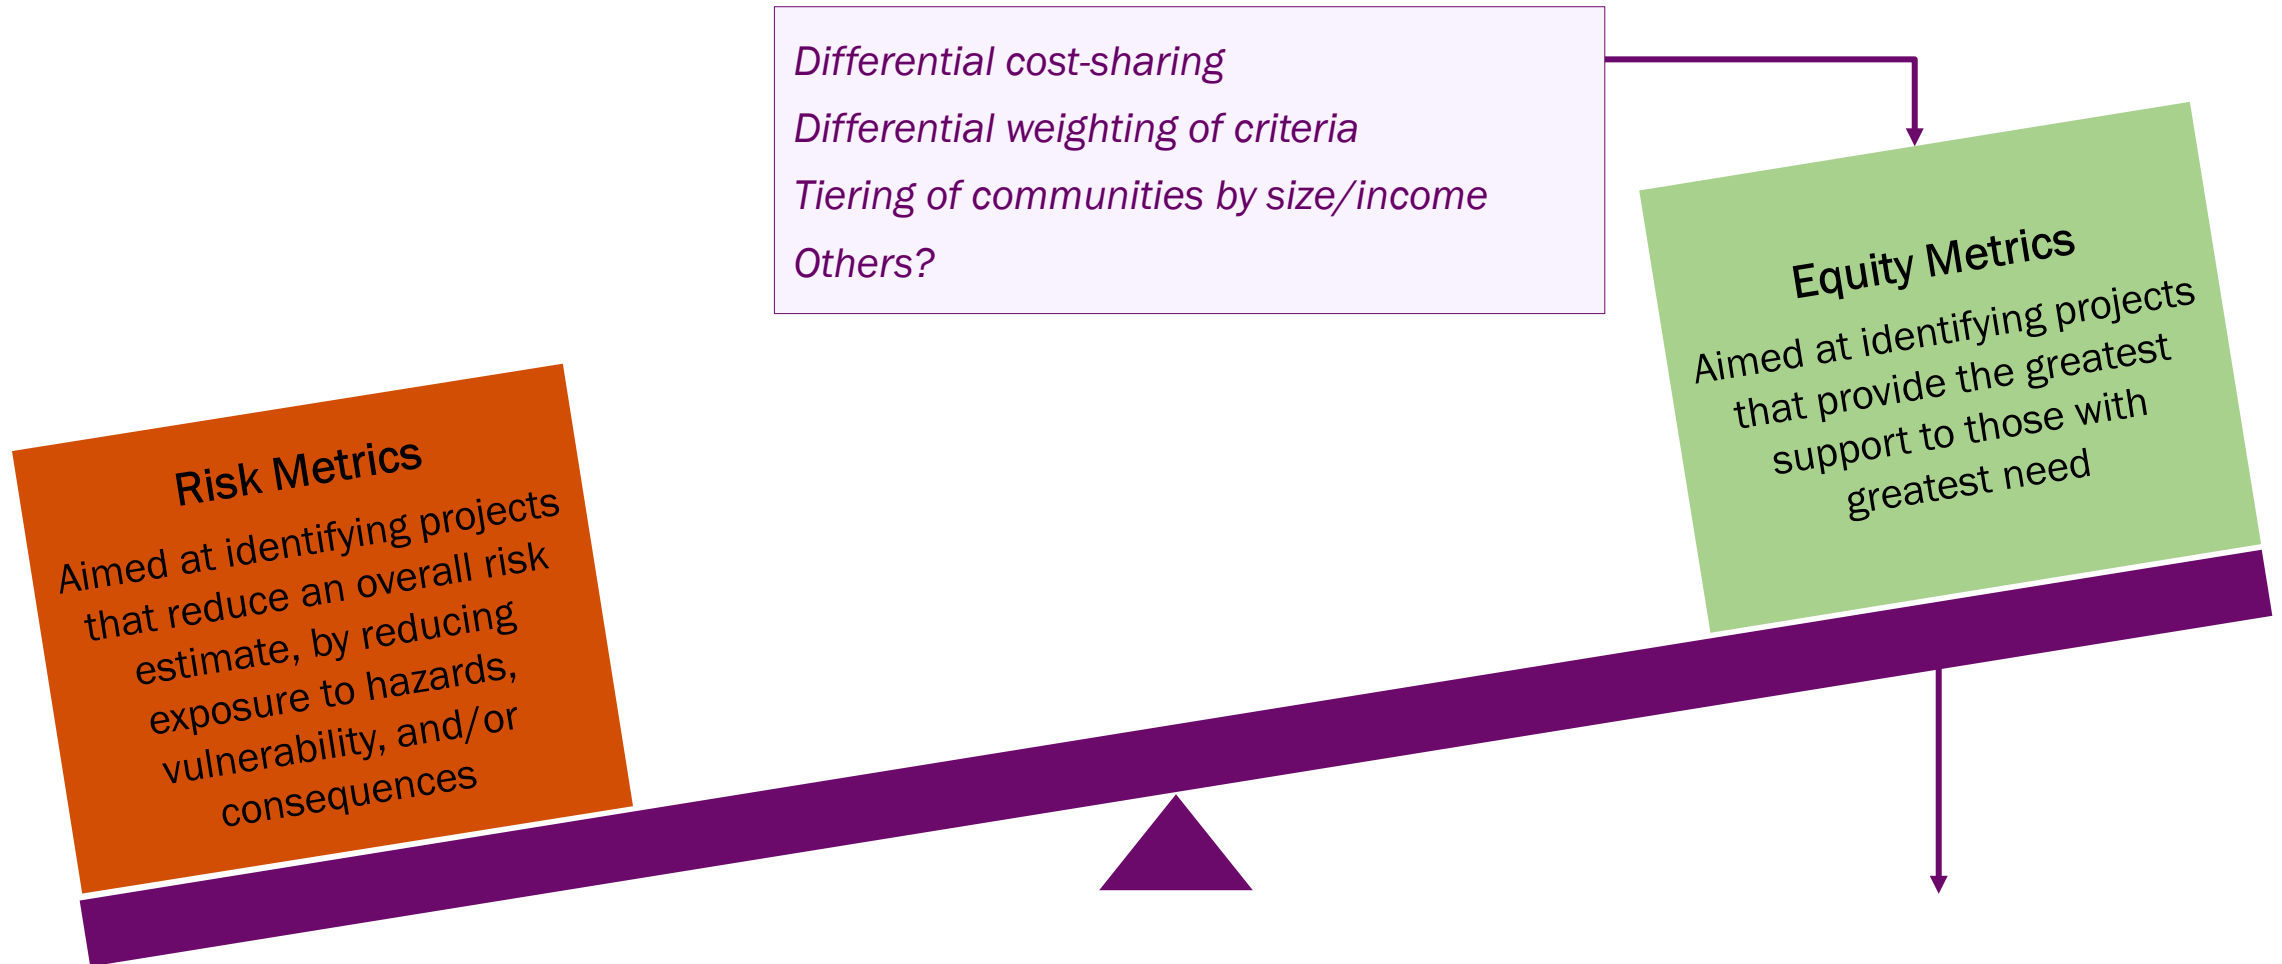 Differential cost-sharing
Differential weighting of criteria
Tiering of communities by size/income
Others?
Equity Metrics
Aimed at identifying projects
that provide the greatest
support to those with
greatest need
Risk Metrics
Aimed at identifying projects
that reduce an overall risk
estimate, by reducing
exposure to hazards,
vulnerability, and/or
consequences